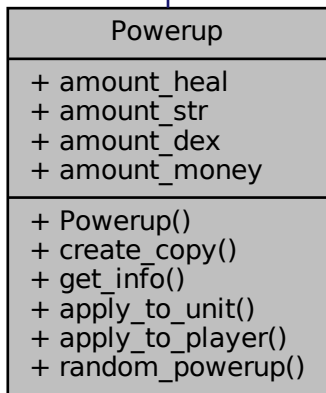 Powerup
+ amount_heal
+ amount_str
+ amount_dex
+ amount_money
+ Powerup()
+ create_copy()
+ get_info()
+ apply_to_unit()
+ apply_to_player()
+ random_powerup()